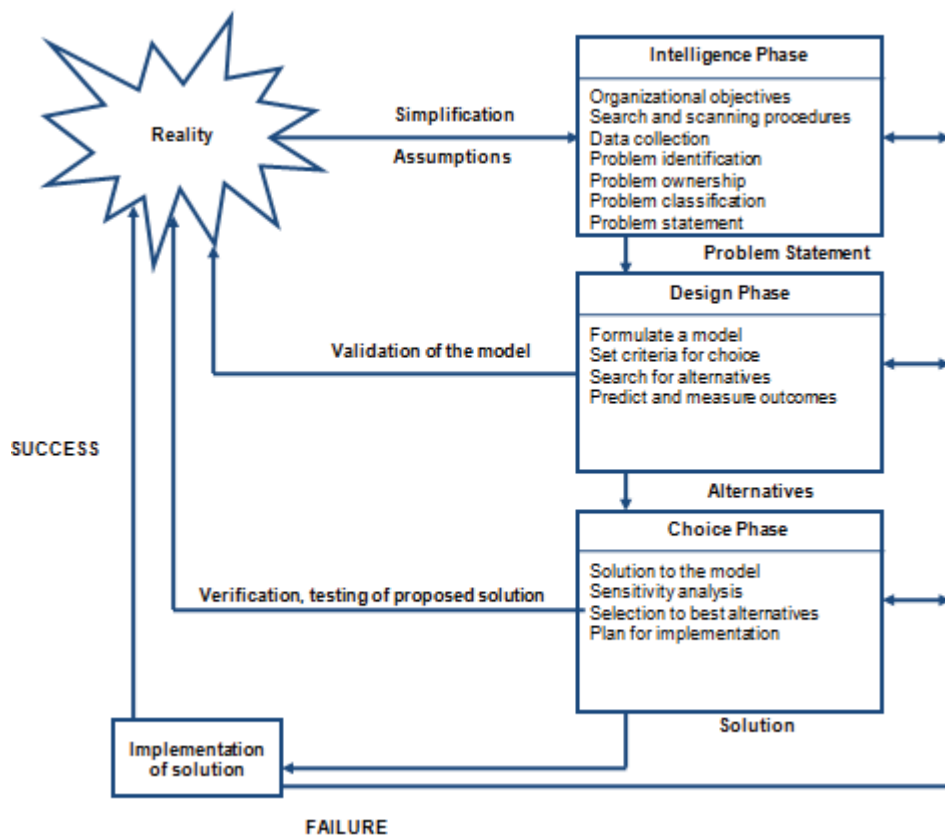 Reality
Simplification
Assumptions
Intelligence Phase
Organizational objectives
Search and scanning procedures
Data collection
Problem identification
Problem ownership
Problem classification
Problem statement
Problem Statement
Design Phase
Formulate a model
Set criteria for choice
Search for alternatives
Predict and measure outcomes
Validation of the model
SUCCESS
Alternatives
Choice Phase
Solution to the model
Sensitivity analysis
Selection to best alternatives
Plan for implementation
Verification, testing of proposed solution
Solution
Implementation
of solution
FAILURE